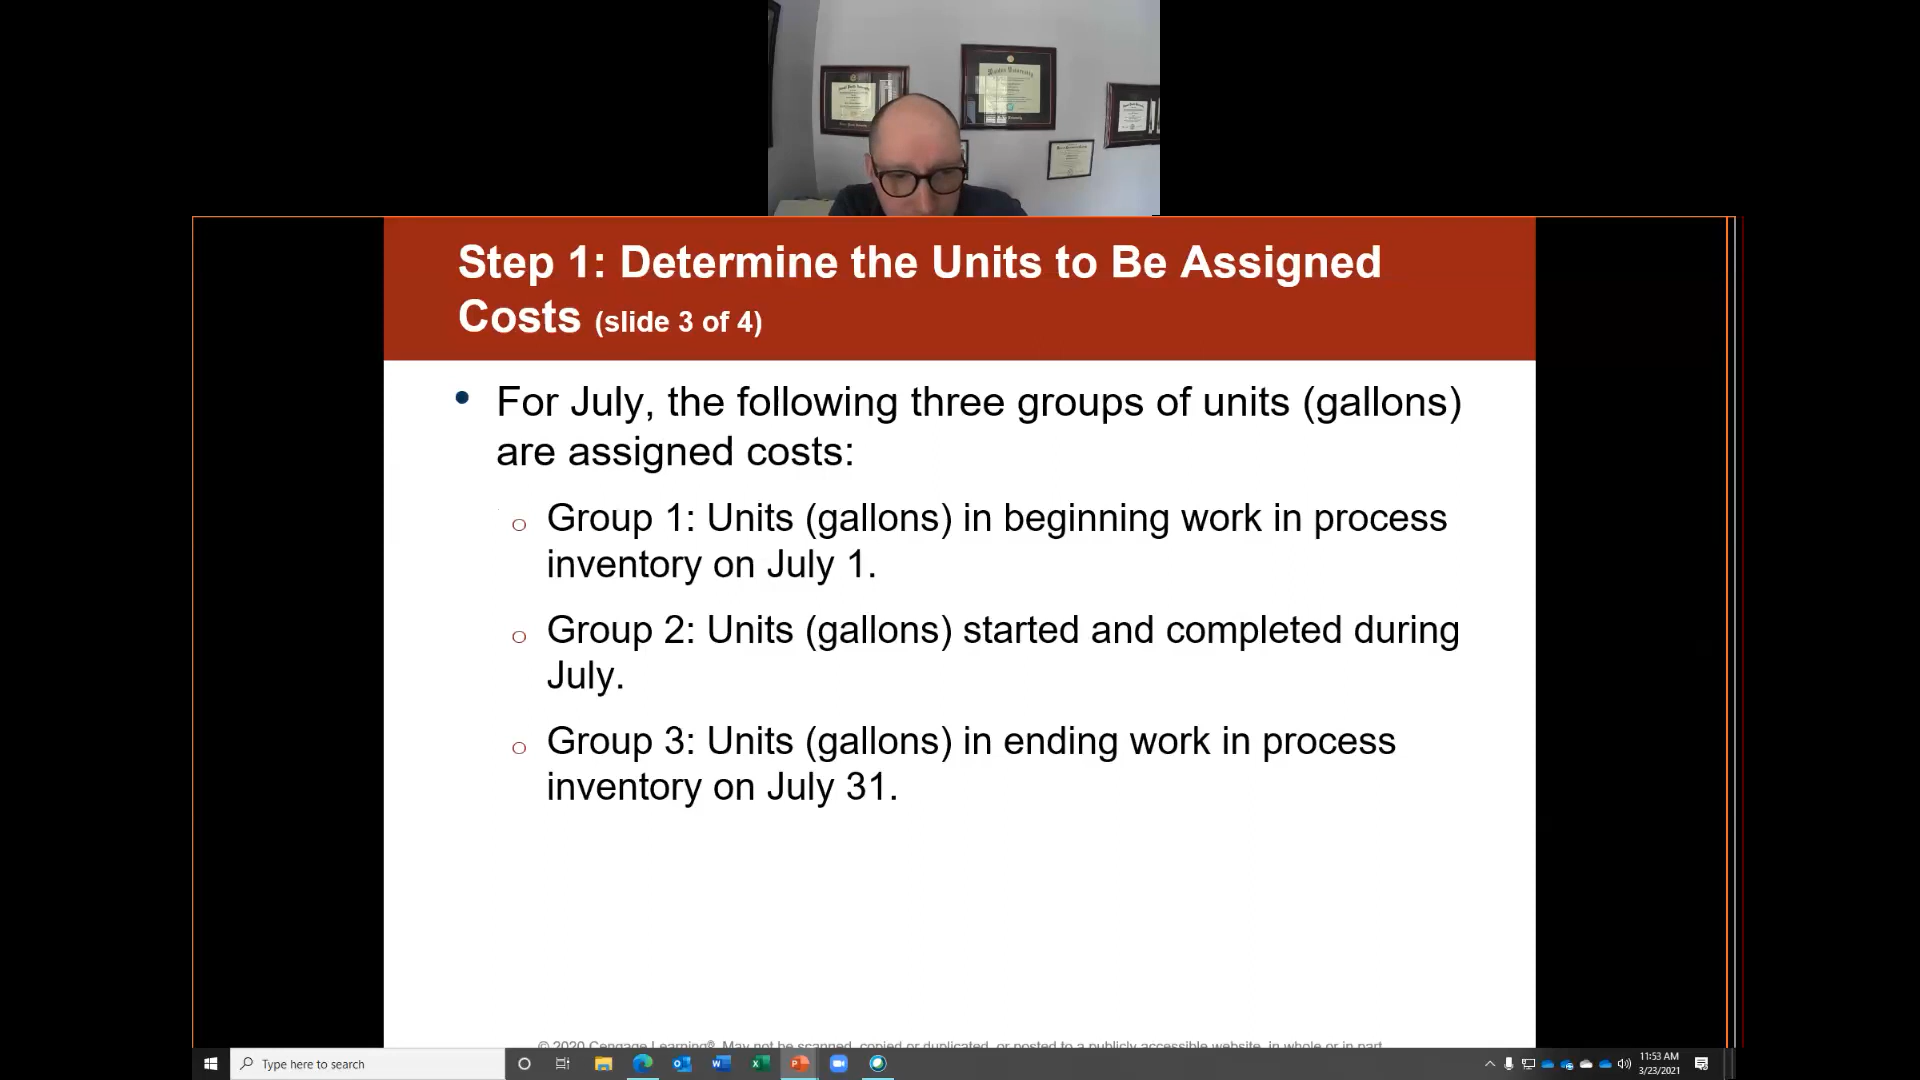 Step 1: Determine the Units to Be Assigned
Costs (slide 3 of 4)
• For July, the following three groups of units (gallons)
are assigned costs:
o Group 1: Units (gallons) in beginning work in process
inventory on July 1.
o Group 2: Units (gallons) started and completed during
July.
o Group 3: Units (gallons) in ending work in process
inventory on July 31.
© 2020 Cengage Learning®. May not be scanned, copied or duplicated, or posted to a publicly accessible website, in whole or in part.
Type here to search
11:53 AM
3/23/2021